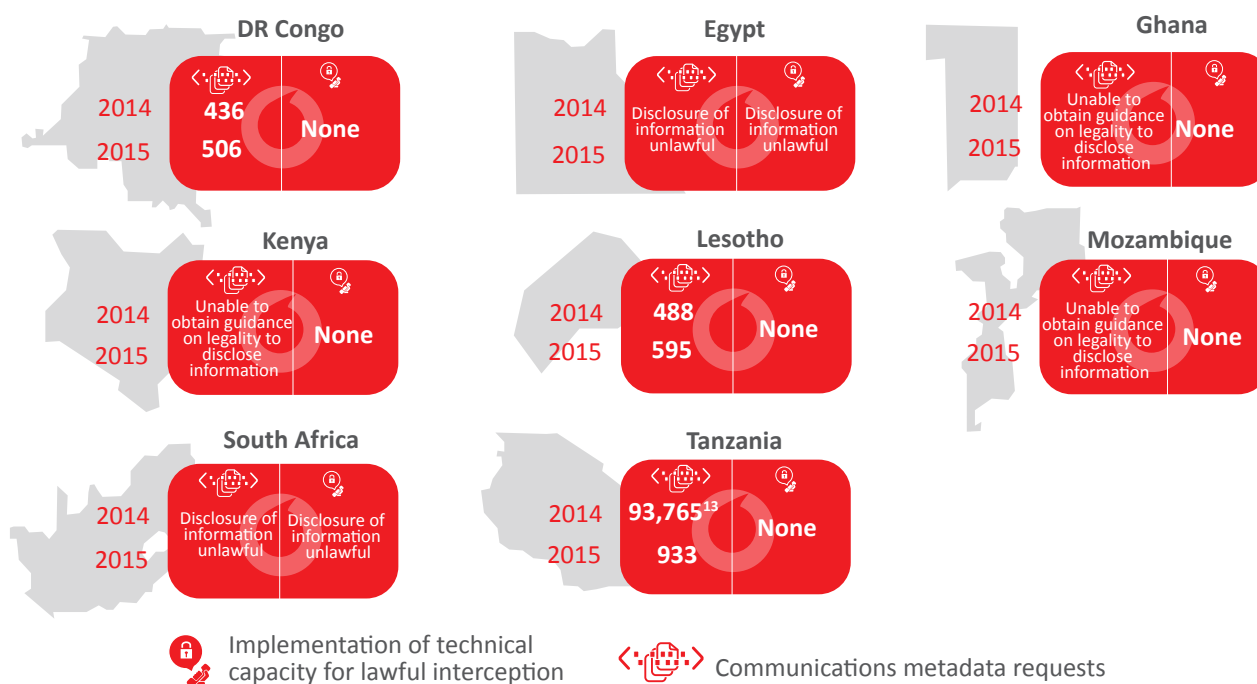 DR Congo
2014
2015
436
506
None
Egypt
2014
2015
Disclosure of
information
unlawful
Disclosure of
information
unlawful
Ghana
2014
2015
Unable to
obtain guidance
on legality to
disclose
information
None
Kenya
2014
2015
Unable to
obtain guidance
on legality to
disclose
information
None
Lesotho
2014
2015
488
595
None
Mozambique
2014
2015
Unable to
obtain guidance
on legality to
disclose
information
None
South Africa
2014
2015
Disclosure of
information
unlawful
Disclosure of
information
unlawful
Tanzania
2014
2015
93,765¹³
933
None
Implementation of technical
capacity for lawful interception
Communications metadata requests